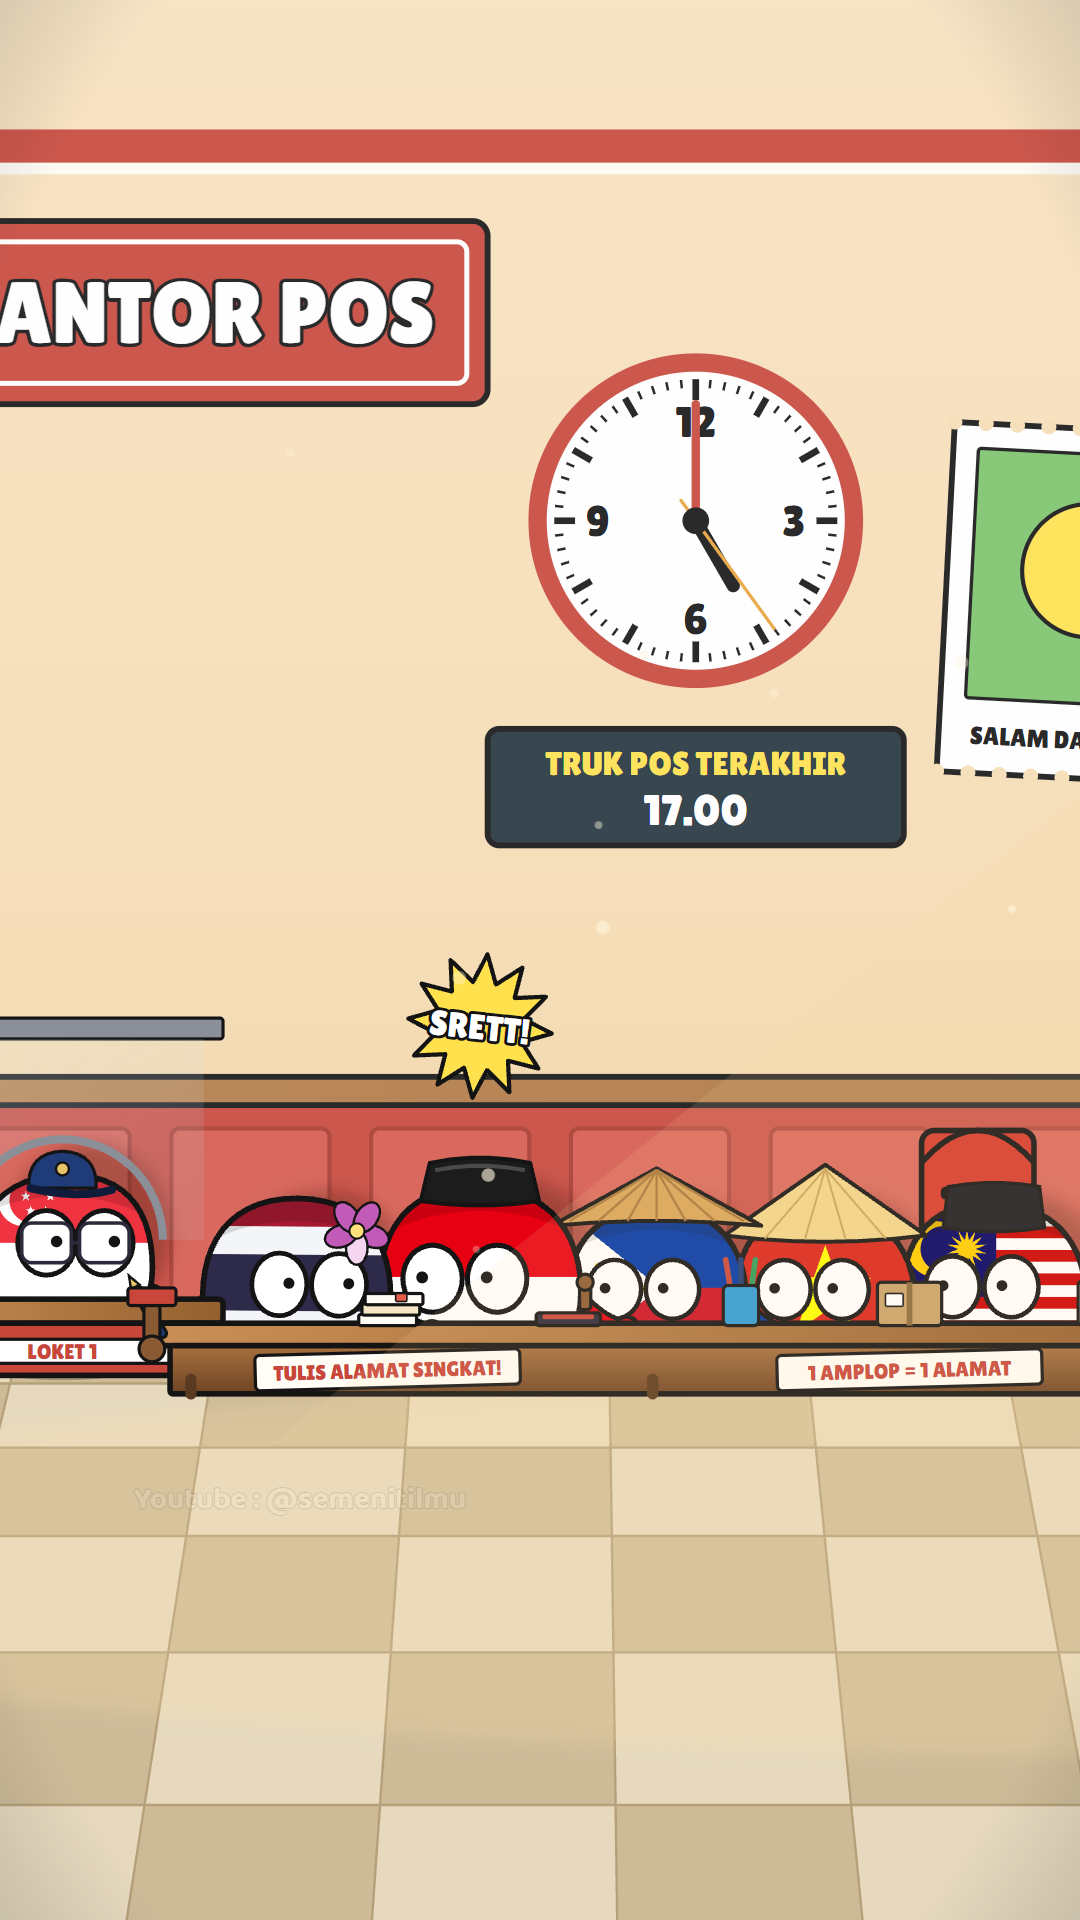 ANTOR POS
12
9
3
6
TRUK POS TERAKHIR
17.00
SALAM DA
SRETT!
LOKET 1
TULIS ALAMAT SINGKAT!
1 AMPLOP = 1 ALAMAT
Youtube : @semenitilmu